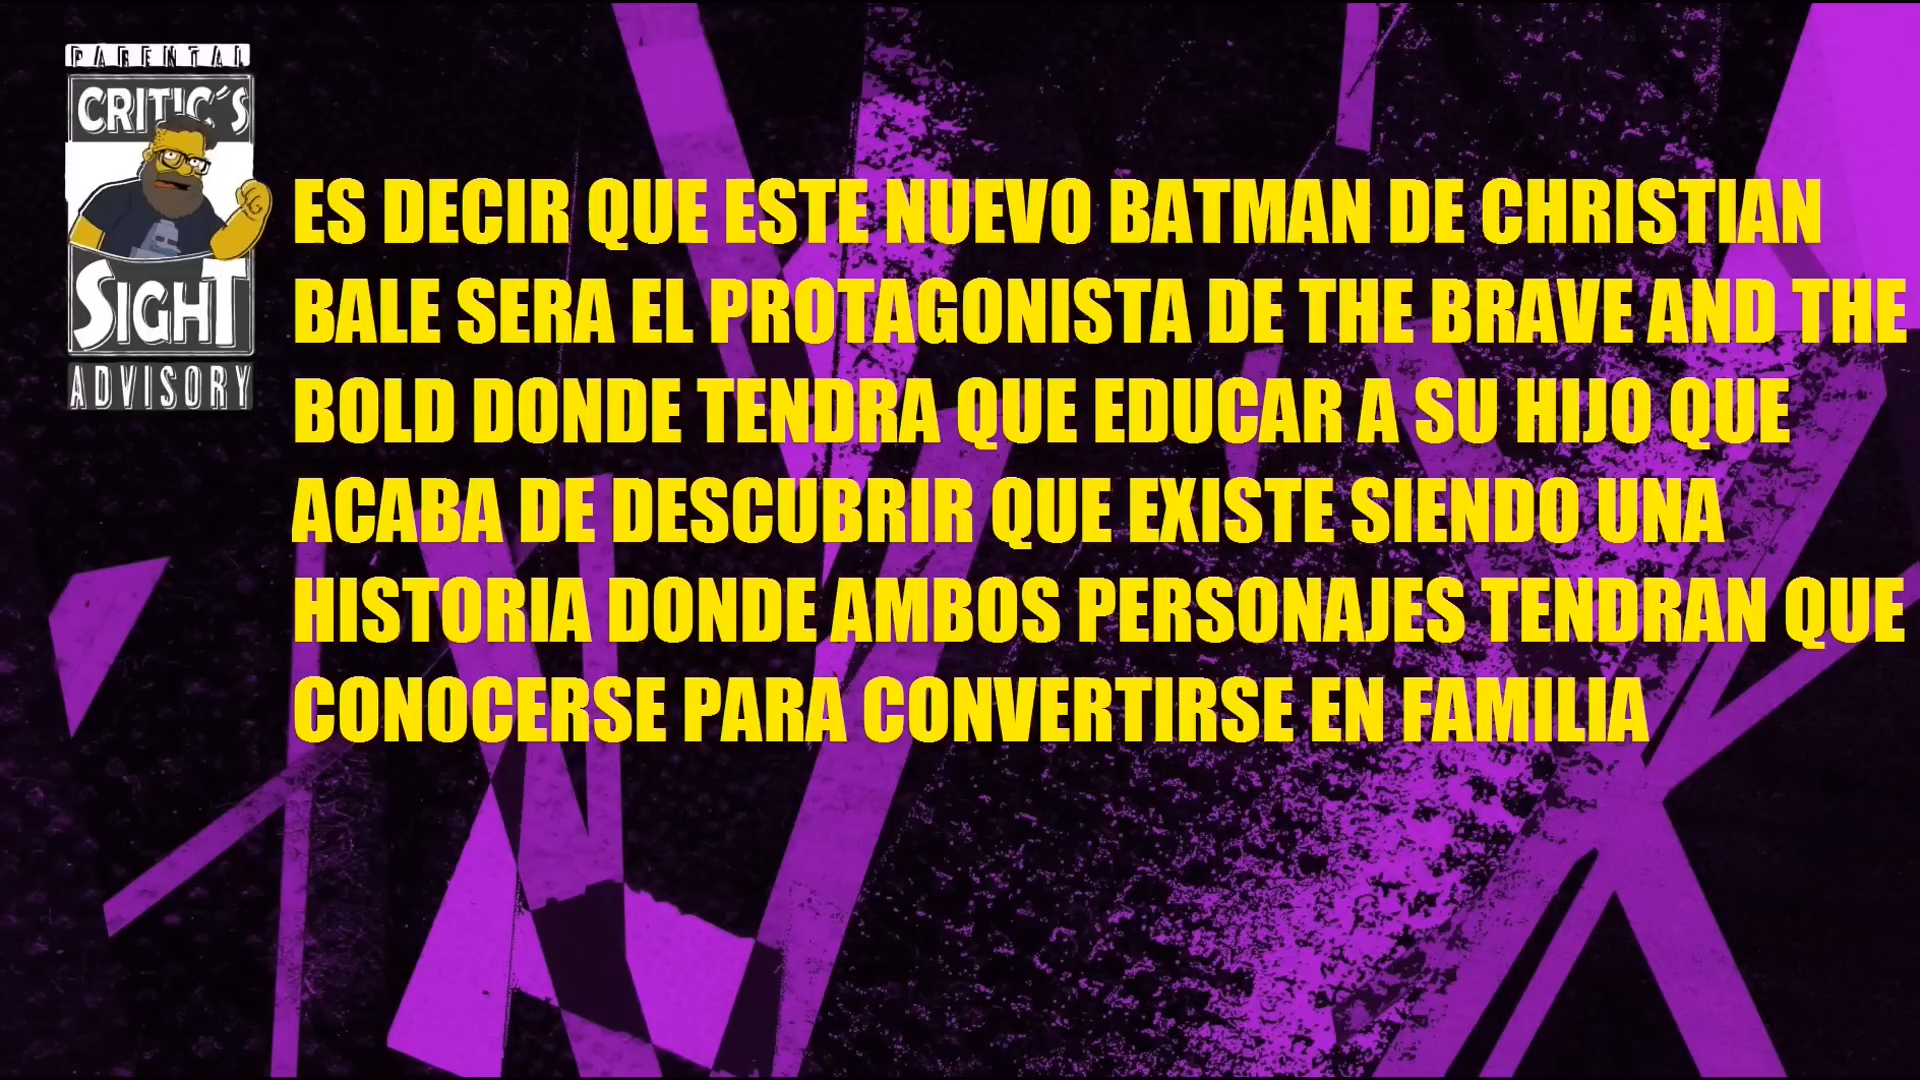 PARENTAL
CRITIC´S
SIGHT
ADVISORY
ES DECIR QUE ESTE NUEVO BATMAN DE CHRISTIAN
BALE SERA EL PROTAGONISTA DE THE BRAVE AND THE
BOLD DONDE TENDRA QUE EDUCAR A SU HIJO QUE
ACABA DE DESCUBRIR QUE EXISTE SIENDO UNA
HISTORIA DONDE AMBOS PERSONAJES TENDRAN QUE
CONOCERSE PARA CONVERTIRSE EN FAMILIA